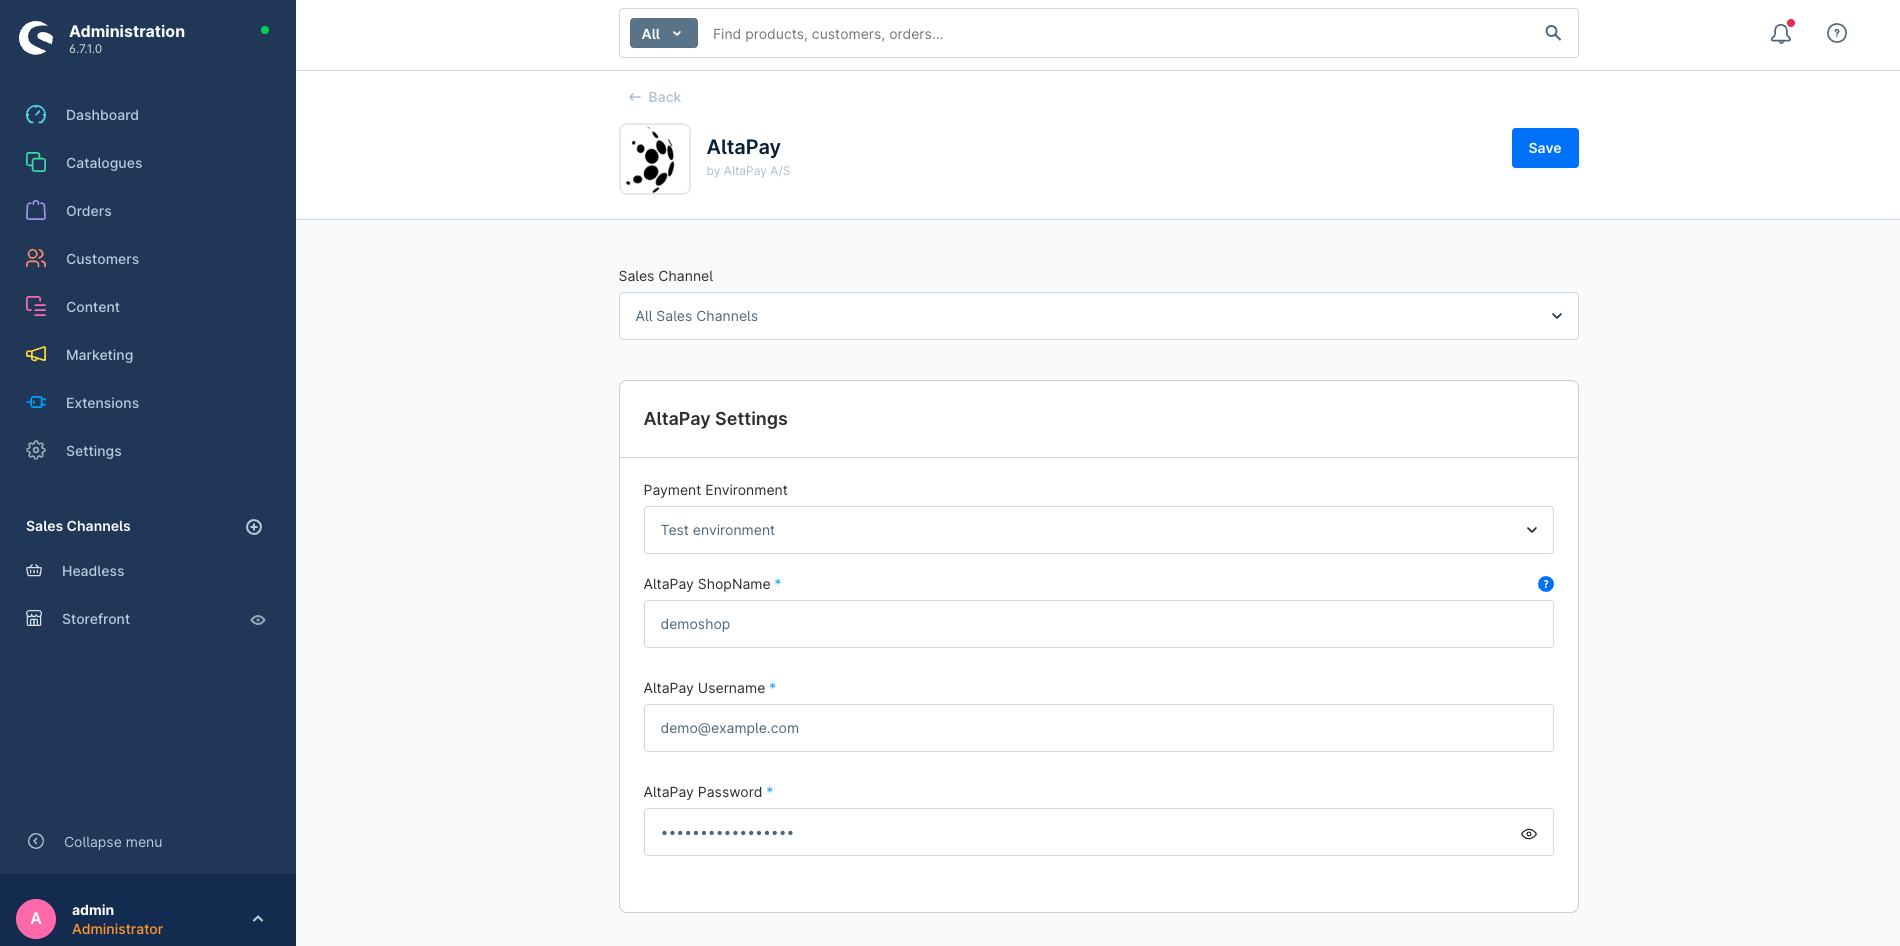 Administration
6.7.1.0
Dashboard
Catalogues
Orders
Customers
Content
Marketing
Extensions
Settings
Sales Channels
Headless
Storefront
Collapse menu
A
admin
Administrator
All
Find products, customers, orders...
?
Back
AltaPay
by AltaPay A/S
Save
Sales Channel
All Sales Channels
AltaPay Settings
Payment Environment
Test environment
AltaPay ShopName *
?
demoshop
AltaPay Username *
demo@example.com
AltaPay Password *
•••••••••••••••••